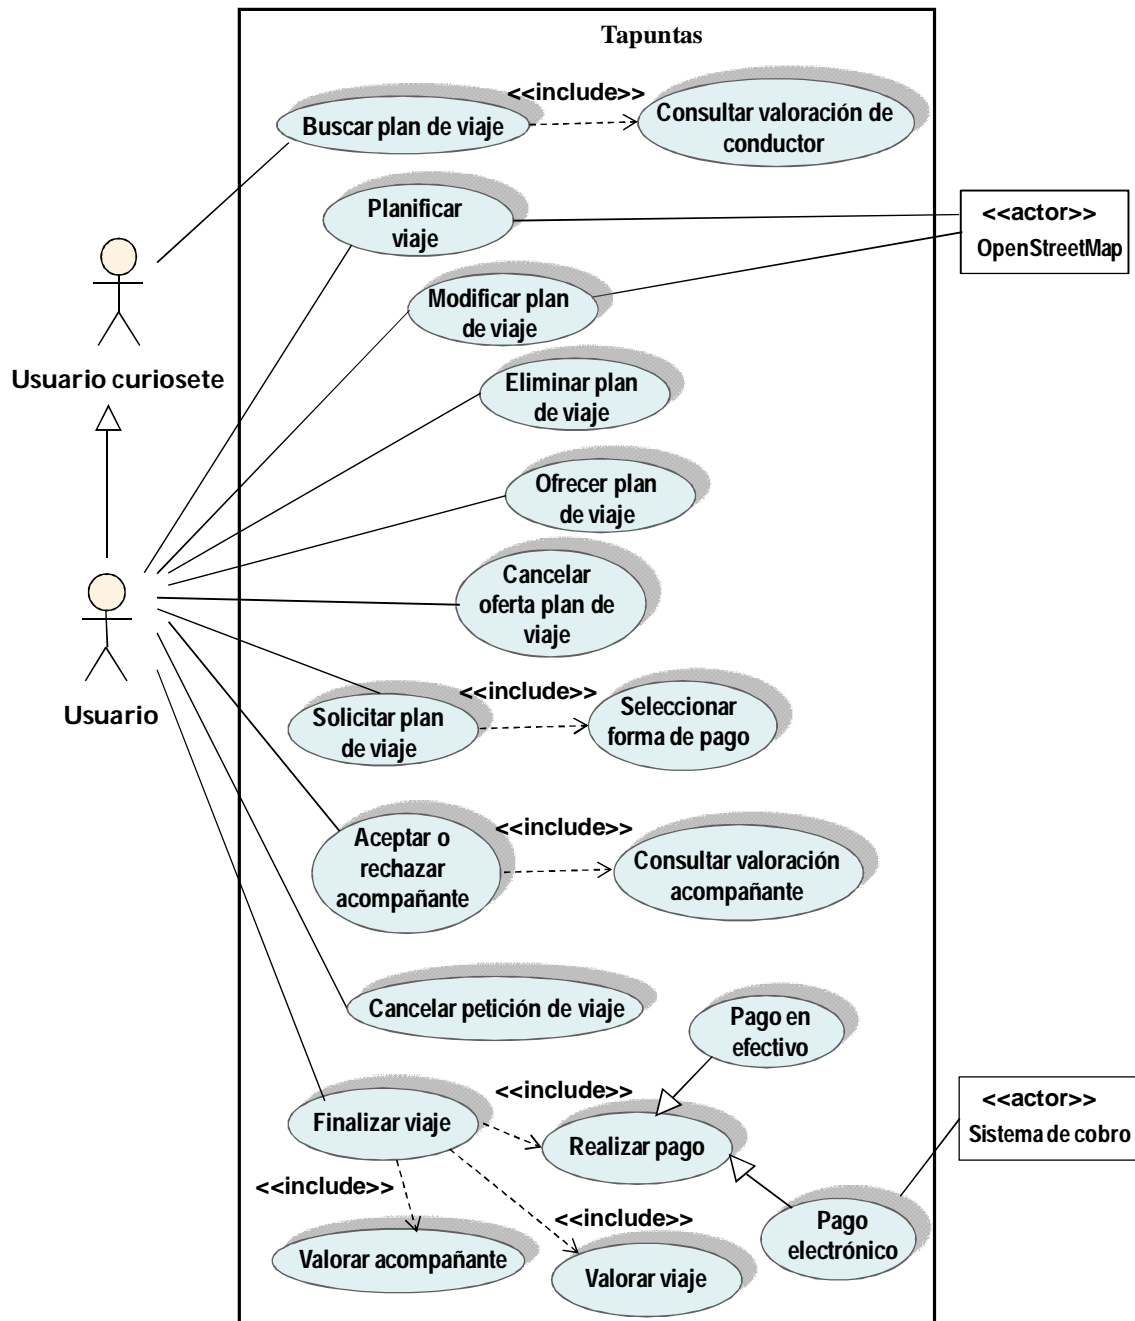 Tapuntas
<<include>>
Buscar plan de viaje
Consultar valoración de
conductor
Planificar
viaje
<<actor>>
OpenStreetMap
Modificar plan
de viaje
Usuario curiosete
Eliminar plan
de viaje
Ofrecer plan
de viaje
Cancelar
oferta plan de
viaje
Usuario
<<include>>
Solicitar plan
de viaje
Seleccionar
forma de pago
<<include>>
Aceptar o
rechazar
acompañante
Consultar valoración
acompañante
Cancelar petición de viaje
Pago en
efectivo
<<include>>
Finalizar viaje
Realizar pago
<<actor>>
Sistema de cobro
<<include>>
<<include>>
Pago
electrónico
Valorar acompañante
Valorar viaje